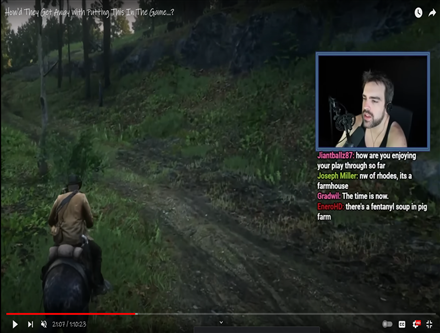 How'd They Get Away With Putting This In The Game...?
Jiantballz87: how are you enjoying
your play through so far
Joseph Miller: nw of rhodes, its a
farmhouse
Gradwil: The time is now.
EneroHD: there's a fentanyl soup in pig
farm
21:07 / 1:10:23